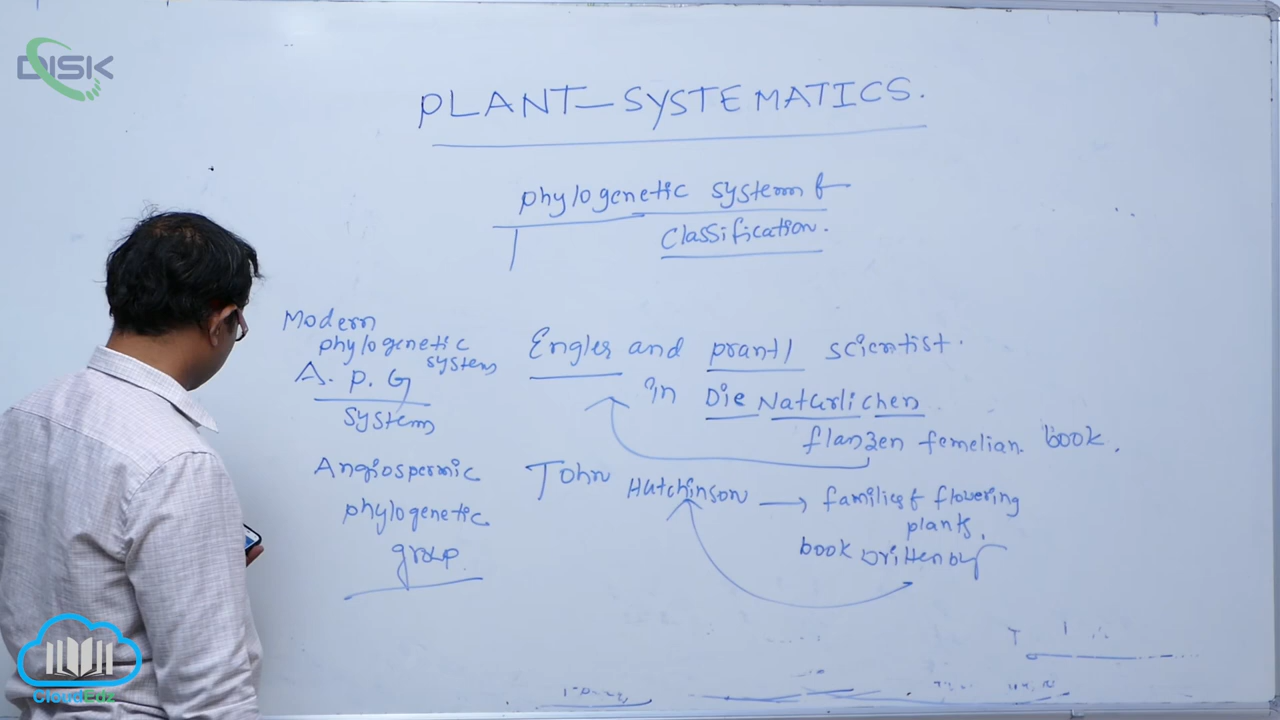 DISK
PLANT-SYSTEMATICS.
phylogenetic system of
Classification.
Modern
phylogenetic
system
A. P. G
system
Angiospermic
phylogenetic
group.
Engler and prantl scientist.
in Die Naturlichen
flanzen femelian book.
John Hutchinson → families of flowering
plants.
book written by
CloudEdz